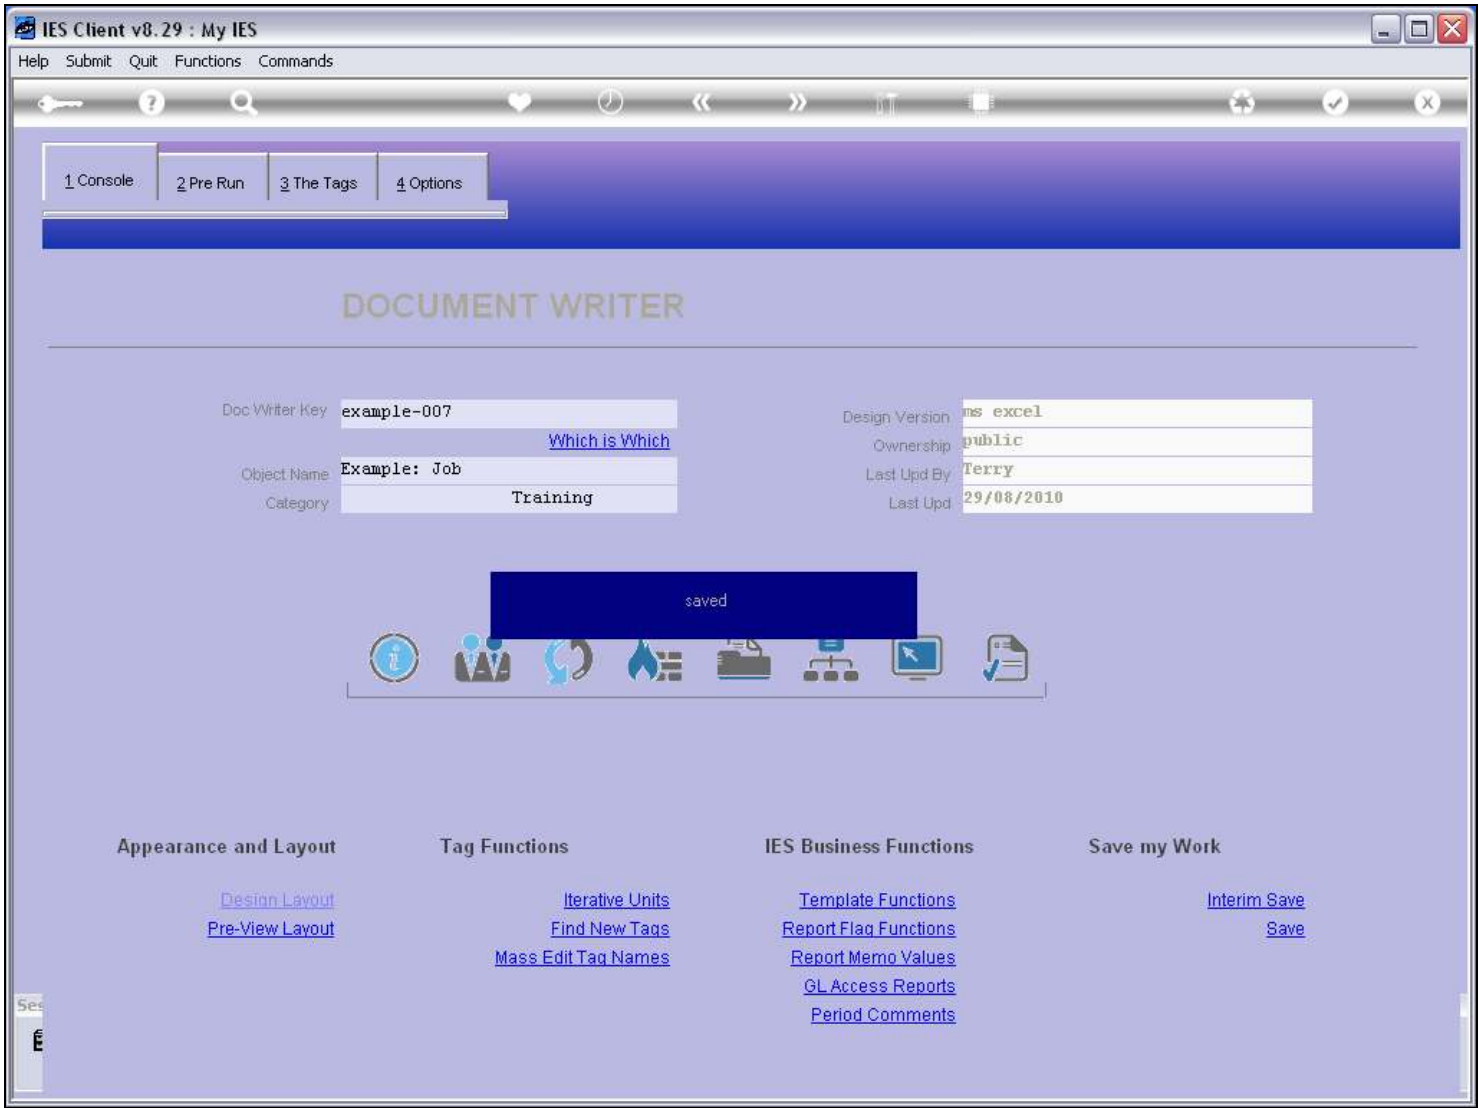 IES Client v8.29 : My IES
Help Submit Quit Functions Commands
1 Console 2 Pre Run 3 The Tags 4 Options
DOCUMENT WRITER
Doc Writer Key example-007
Which is Which
Object Name Example: Job
Category Training
Design Version ms excel
Ownership public
Last Upd By Terry
Last Upd 29/08/2010
saved
Appearance and Layout
Design Layout
Pre-View Layout
Tag Functions
Iterative Units
Find New Tags
Mass Edit Tag Names
IES Business Functions
Template Functions
Report Flag Functions
Report Memo Values
GL Access Reports
Period Comments
Save my Work
Interim Save
Save